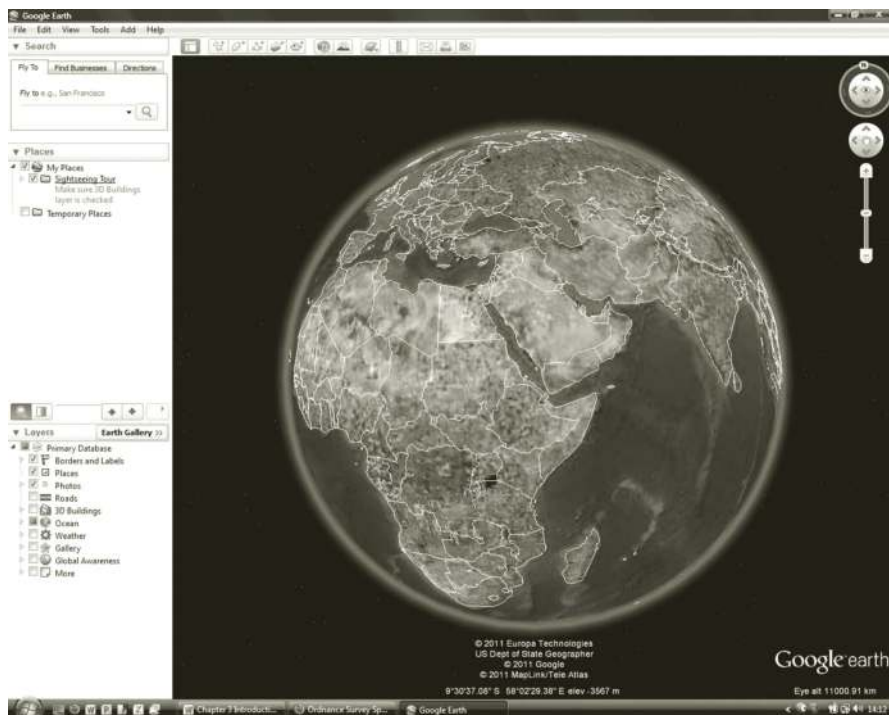 Google Earth
File Edit View Tools Add Help
Search
Fly To Find Businesses Directions
Fly to e.g., San Francisco
Places
My Places
Sightseeing Tour
Make sure 3D Buildings
layer is checked
Temporary Places
Layers Earth Gallery >>
Primary Database
Borders and Labels
Places
Photos
Roads
3D Buildings
Ocean
Weather
Gallery
Global Awareness
More
N
© 2011 Europa Technologies
US Dept of State Geographer
© 2011 Google
© 2011 MapLink/Tele Atlas
9°30'37.08" S 58°02'29.38" E elev -3567 m
Google earth
Eye alt 11000.91 km
Chapter 3 Introducti... Ordnance Survey Sp... Google Earth 14:12